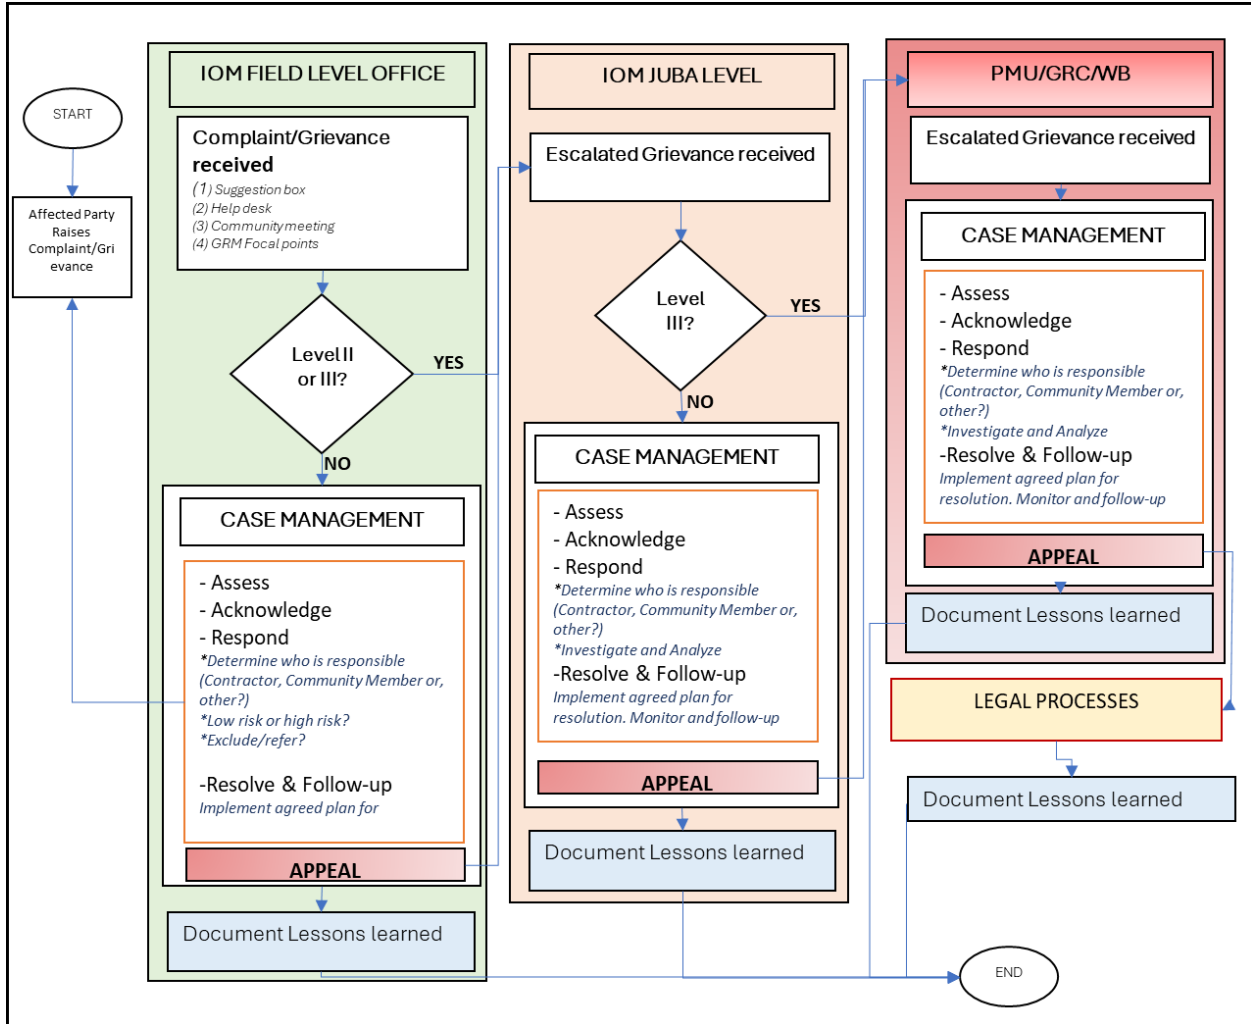 START
Affected Party
Raises
Complaint/Gri
evance
IOM FIELD LEVEL OFFICE
Complaint/Grievance
received
(1) Suggestion box
(2) Help desk
(3) Community meeting
(4) GRM Focal points
Level II
or III?
YES
NO
CASE MANAGEMENT
- Assess
- Acknowledge
- Respond
*Determine who is responsible
(Contractor, Community Member or,
other?)
*Low risk or high risk?
*Exclude/refer?
-Resolve & Follow-up
Implement agreed plan for
APPEAL
Document Lessons learned
IOM JUBA LEVEL
Escalated Grievance received
Level
III?
YES
NO
CASE MANAGEMENT
- Assess
- Acknowledge
- Respond
*Determine who is responsible
(Contractor, Community Member or,
other?)
*Investigate and Analyze
-Resolve & Follow-up
Implement agreed plan for
resolution. Monitor and follow-up
APPEAL
Document Lessons learned
PMU/GRC/WB
Escalated Grievance received
CASE MANAGEMENT
- Assess
- Acknowledge
- Respond
*Determine who is responsible
(Contractor, Community Member or,
other?)
*Investigate and Analyze
-Resolve & Follow-up
Implement agreed plan for
resolution. Monitor and follow-up
APPEAL
Document Lessons learned
LEGAL PROCESSES
Document Lessons learned
END